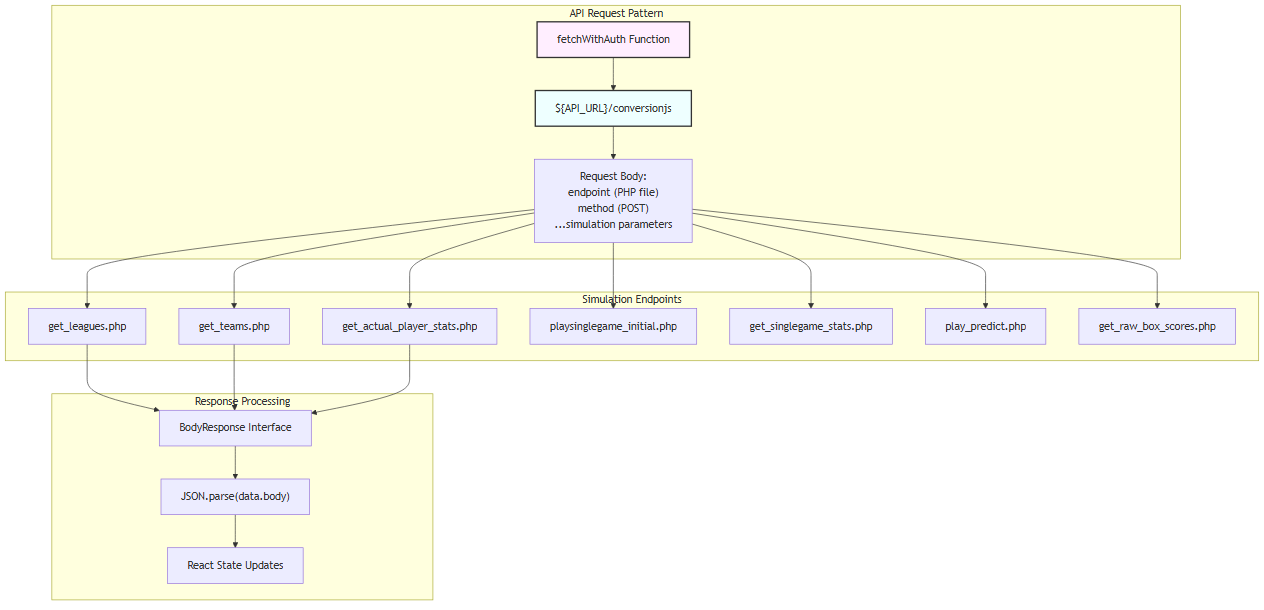 API Request Pattern
fetchWithAuth Function
${API_URL}/conversionjs
Request Body:
endpoint (PHP file)
method (POST)
...simulation parameters
Simulation Endpoints
get_leagues.php
get_teams.php
get_actual_player_stats.php
playsinglegame_initial.php
get_singlegame_stats.php
play_predict.php
get_raw_box_scores.php
Response Processing
BodyResponse Interface
JSON.parse(data.body)
React State Updates